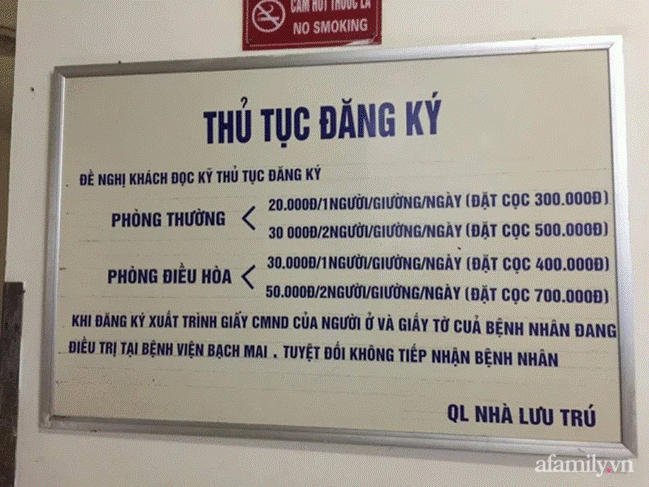 CẤM HÚT THUỐC LÁ
NO SMOKING
THỦ TỤC ĐĂNG KÝ
ĐỀ NGHỊ KHÁCH ĐỌC KỸ THỦ TỤC ĐĂNG KÝ
PHÒNG THƯỜNG < 20.000Đ/1NGƯỜI/GIƯỜNG/NGÀY (ĐẶT CỌC 300.000Đ)
30 000/2NGƯỜI/GIƯỜNG/NGÀY (ĐẶT CỌC 500.000Đ)
PHÒNG ĐIỀU HÒA < 30.000Đ/1NGƯỜI/GIƯỜNG/NGÀY (ĐẶT CỌC 400.000Đ)
50.000Đ/2NGƯỜI/GIƯỜNG/NGÀY (ĐẶT CỌC 700.000Đ)
KHI ĐĂNG KÝ XUẤT TRÌNH GIẤY CMND CỦA NGƯỜI Ở VÀ GIẤY TỜ CUẢ BỆNH NHÂN ĐANG
ĐIỀU TRỊ TẠI BỆNH VIỆN BẠCH MAI . TUYỆT ĐỐI KHÔNG TIẾP NHẬN BỆNH NHÂN
QL NHÀ LƯU TRÚ
afamily.vn